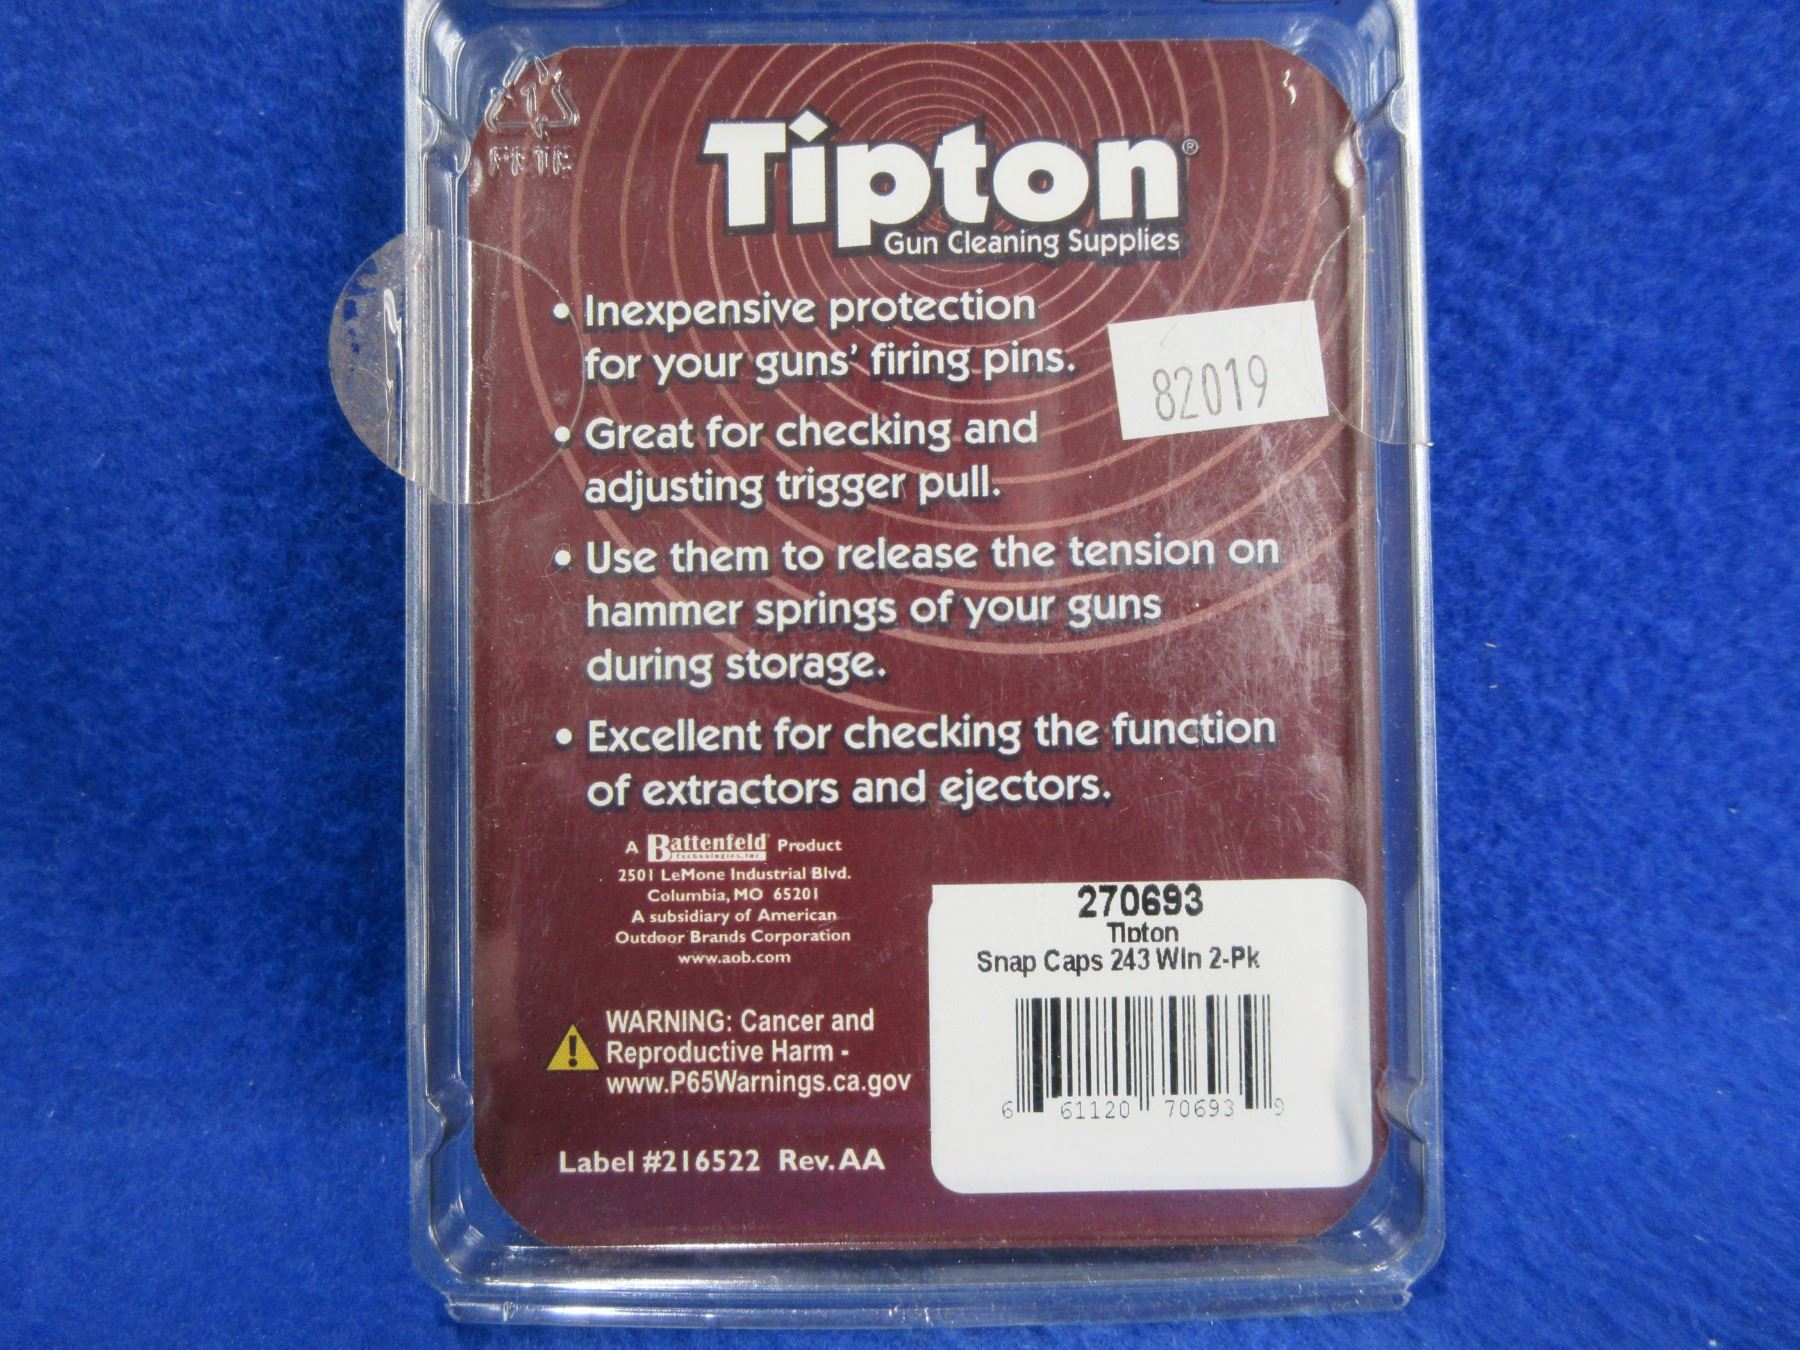 1
PETE
Tipton®
Gun Cleaning Supplies
• Inexpensive protection
for your guns' firing pins.
82019
• Great for checking and
adjusting trigger pull.
• Use them to release the tension on
hammer springs of your guns
during storage.
• Excellent for checking the function
of extractors and ejectors.
A Battenfeld Product
Technologies, Inc.
2501 LeMone Industrial Blvd.
Columbia, MO 65201
A subsidiary of American
Outdoor Brands Corporation
www.aob.com
WARNING: Cancer and
Reproductive Harm -
www.P65Warnings.ca.gov
Label #216522 Rev. AA
270693
Tipton
Snap Caps 243 Win 2-Pk
6 61120 70693 9